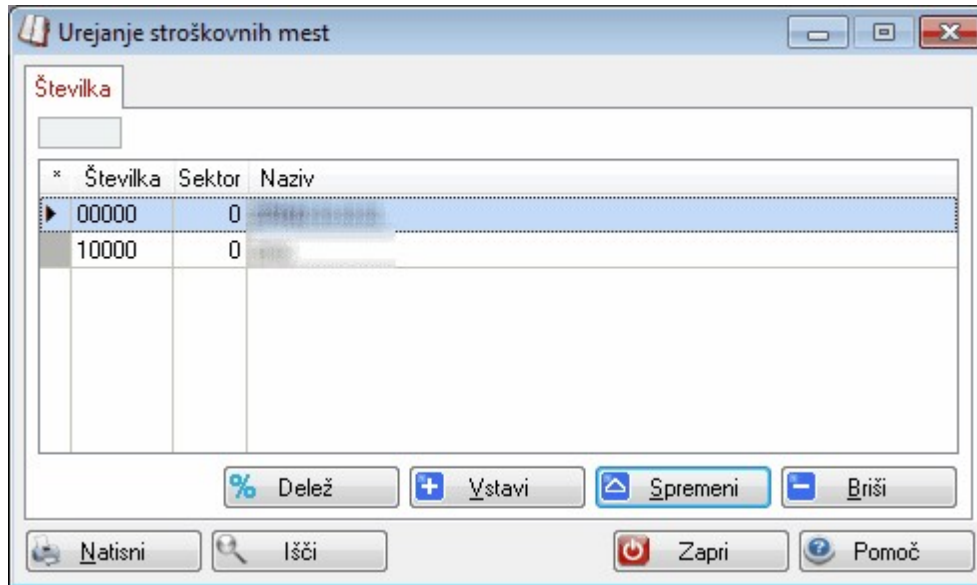 Urejanje stroškovnih mest
Številka
* Številka Sektor Naziv
00000 0
10000 0
% Delež Vstavi Spremeni Briši
Natisni Išči Zapri Pomoč